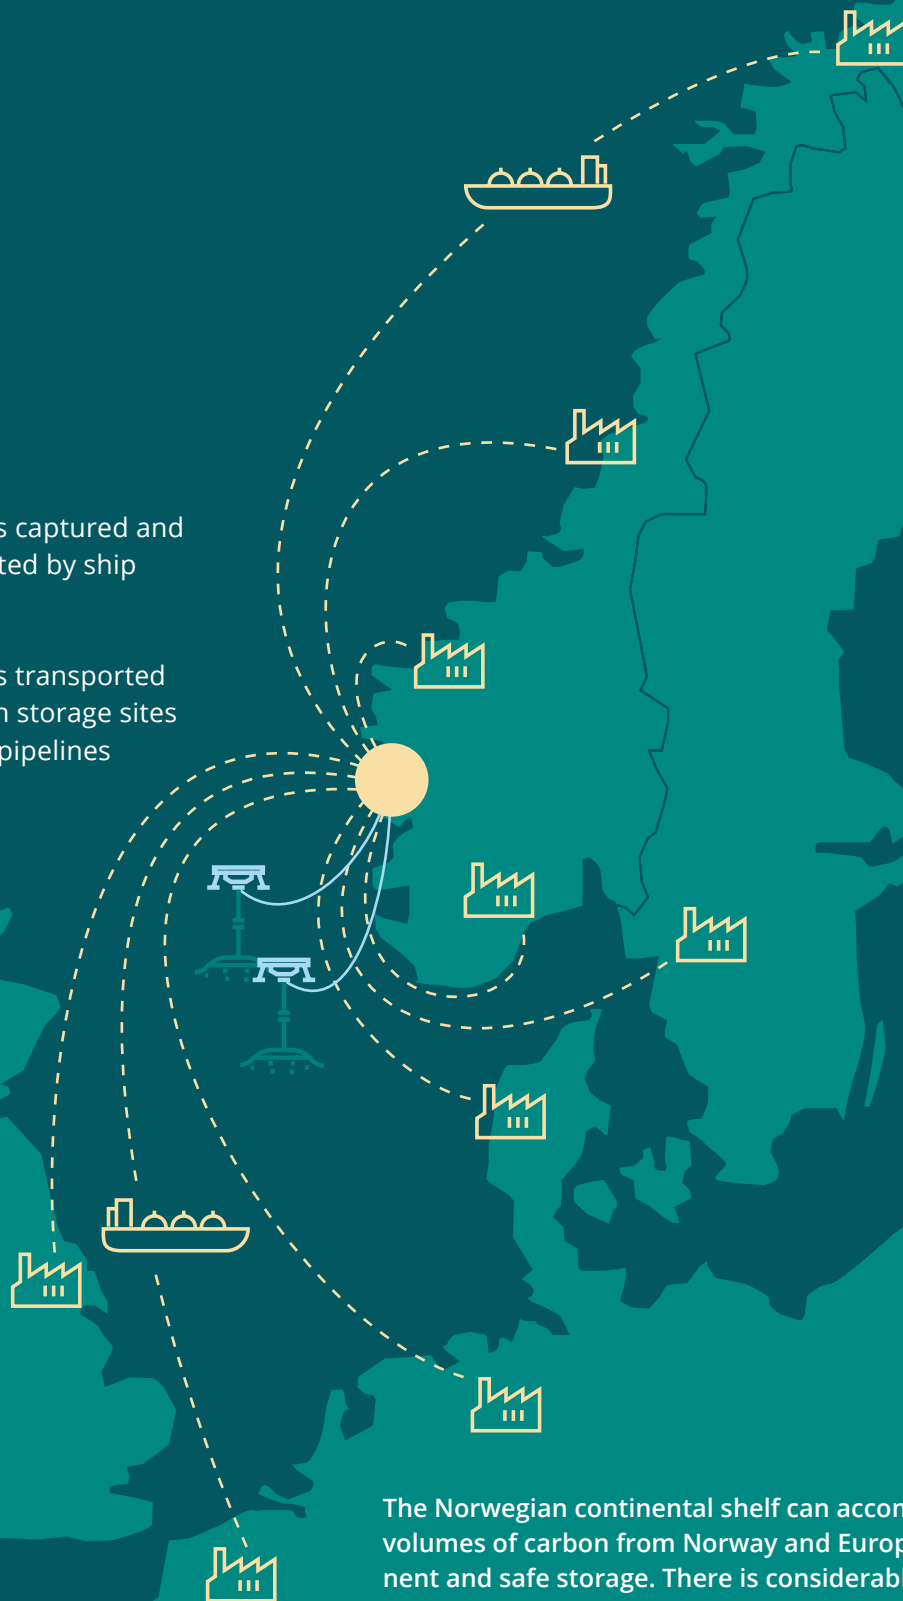 s captured and
ted by ship
s transported
n storage sites
pipelines
The Norwegian continental shelf can accom
volumes of carbon from Norway and Europ
nent and safe storage. There is considerabl